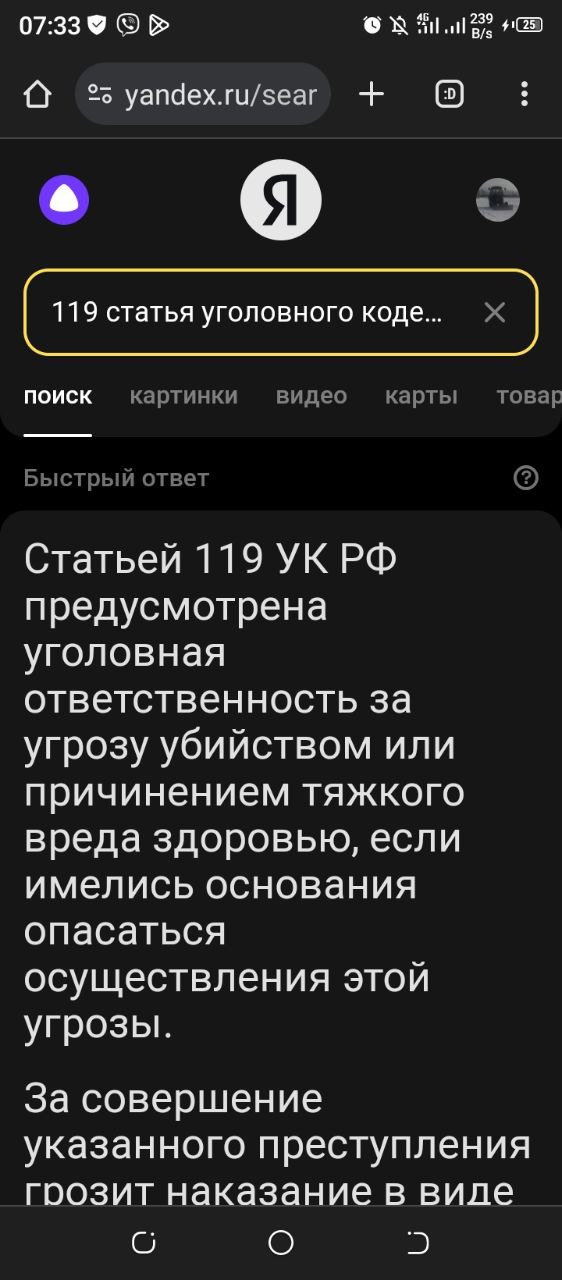 07:33
4G 239 B/s 25
yandex.ru/sear
:D
Я
119 статья уголовного коде...
поиск картинки видео карты товар
Быстрый ответ ?
Статьей 119 УК РФ
предусмотрена
уголовная
ответственность за
угрозу убийством или
причинением тяжкого
вреда здоровью, если
имелись основания
опасаться
осуществления этой
угрозы.
За совершение
указанного преступления
грозит наказание в виде